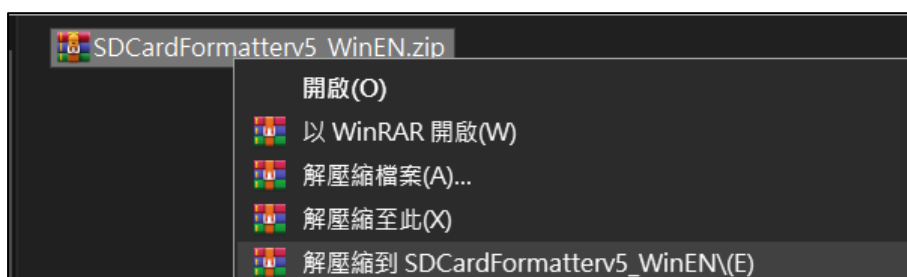 SDCardFormatterv5_WinEN.zip
開啟(O)
以 WinRAR 開啟(W)
解壓縮檔案(A)...
解壓縮至此(X)
解壓縮到 SDCardFormatterv5_WinEN\(E)